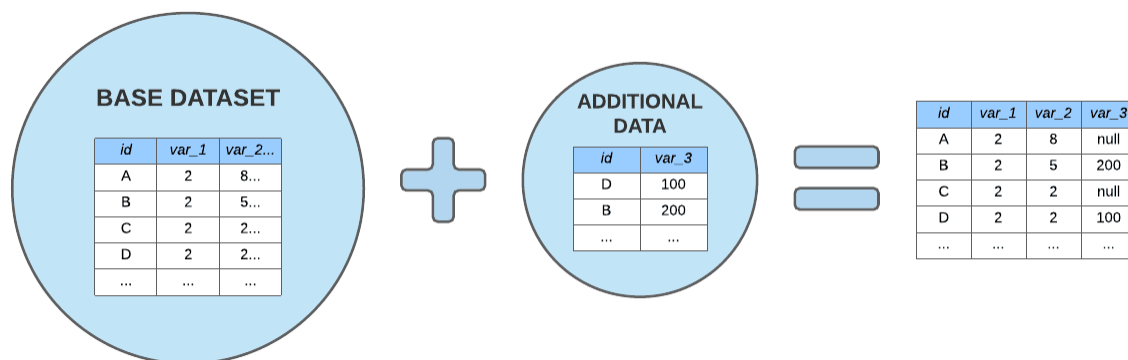 BASE DATASET
id var_1 var_2...
A 2 8...
B 2 5...
C 2 2...
D 2 2...
... ... ...
ADDITIONAL
DATA
id var_3
D 100
B 200
... ...
id var_1 var_2 var_3
A 2 8 null
B 2 5 200
C 2 2 null
D 2 2 100
... ... ... ...